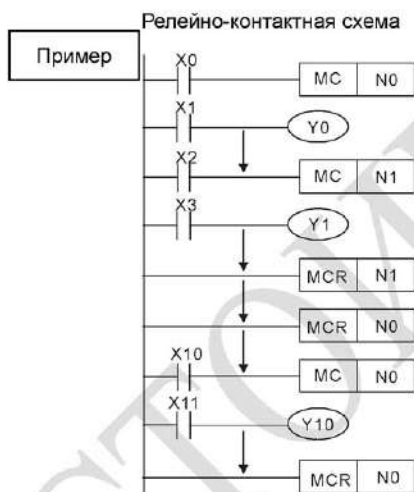 Релейно-контактная схема
Пример
X0
MC N0
X1
Y0
X2
MC N1
X3
Y1
MCR N1
MCR N0
X10
MC N0
X11
Y10
MCR N0